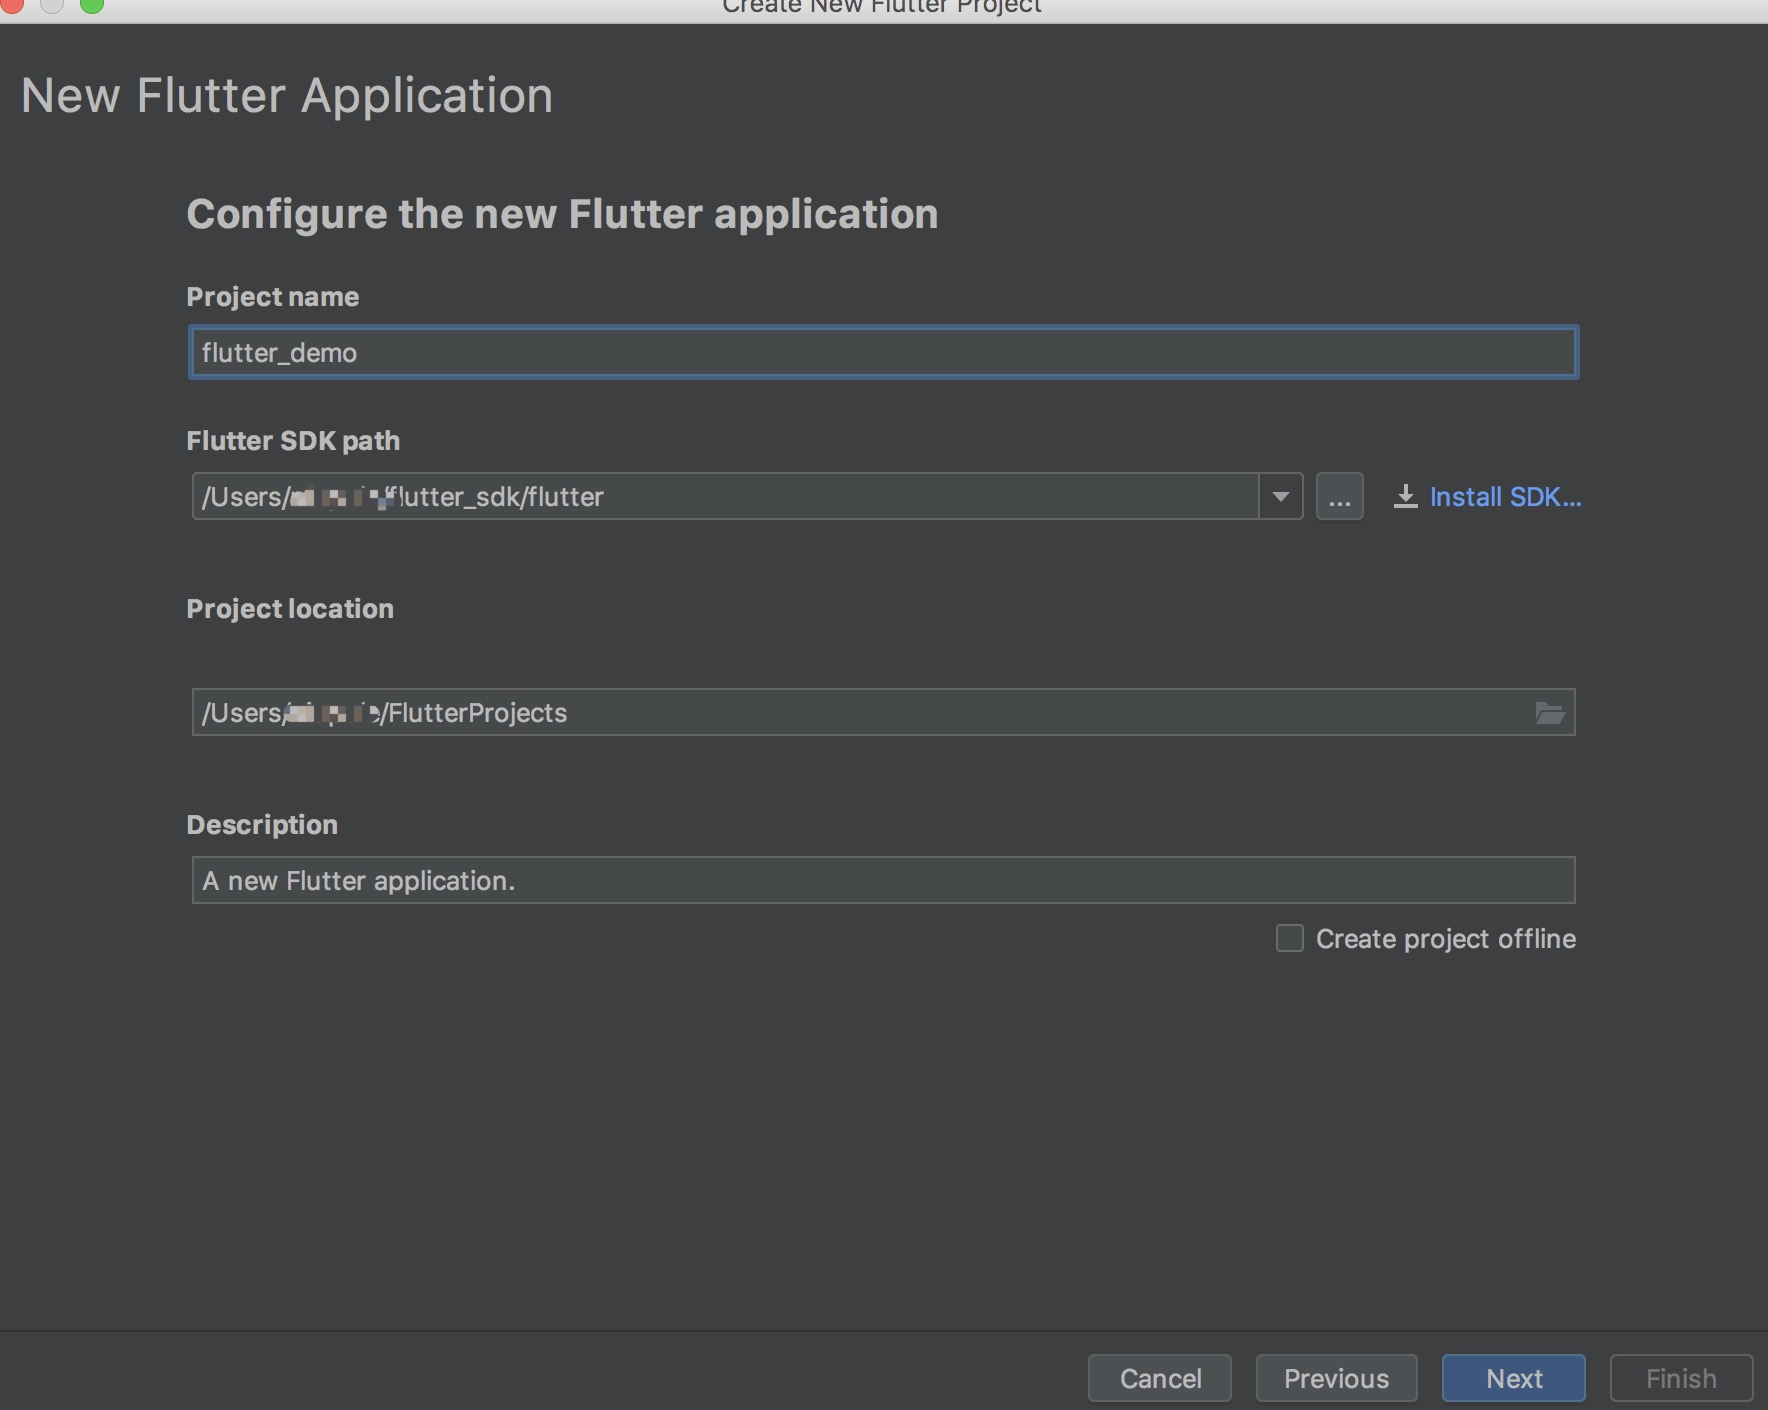 Create New Flutter Project
New Flutter Application
Configure the new Flutter application
Project name
flutter_demo
Flutter SDK path
/Users/ flutter_sdk/flutter
... Install SDK...
Project location
/Users/ /FlutterProjects
Description
A new Flutter application.
Create project offline
Cancel Previous Next Finish